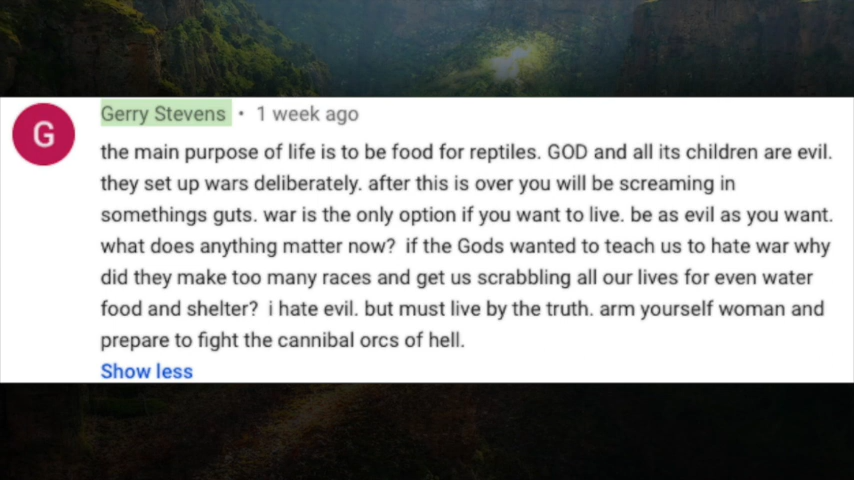 G
Gerry Stevens • 1 week ago
the main purpose of life is to be food for reptiles. GOD and all its children are evil.
they set up wars deliberately. after this is over you will be screaming in
somethings guts. war is the only option if you want to live. be as evil as you want.
what does anything matter now?  if the Gods wanted to teach us to hate war why
did they make too many races and get us scrabbling all our lives for even water
food and shelter?  i hate evil. but must live by the truth. arm yourself woman and
prepare to fight the cannibal orcs of hell.
Show less